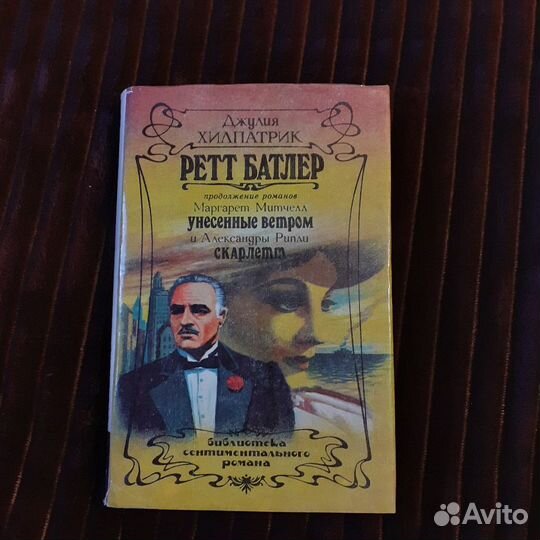 Джулия
ХИЛПАТРИК
РЕТТ БАТЛЕР
продолжение романов
Маргарет Митчелл
УНЕСЕННЫЕ ВЕТРОМ
и Александры Рипли
СКАРЛЕТТ
библиотека
сентиментального
романа
Avito